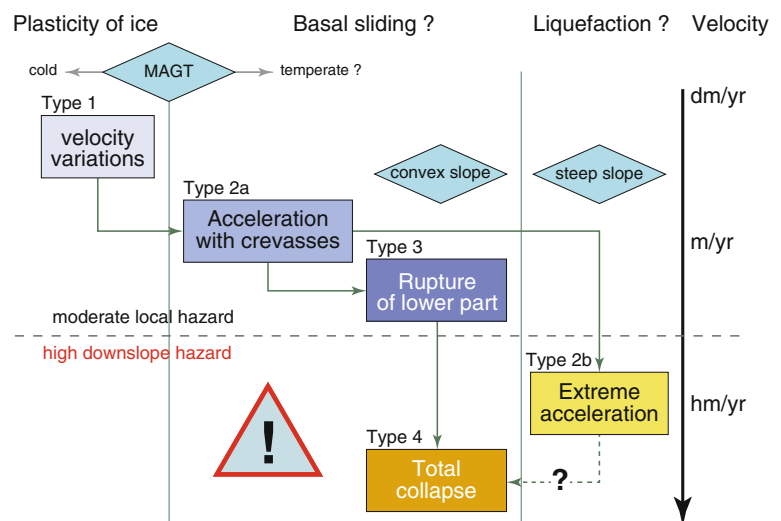 Plasticity of ice
Basal sliding ?
Liquefaction ?
Velocity
cold
MAGT
temperate ?
dm/yr
Type 1
velocity
variations
convex slope
steep slope
Type 2a
Acceleration
with crevasses
m/yr
Type 3
Rupture
of lower part
moderate local hazard
high downslope hazard
Type 2b
Extreme
acceleration
hm/yr
!
Type 4
Total
collapse
?